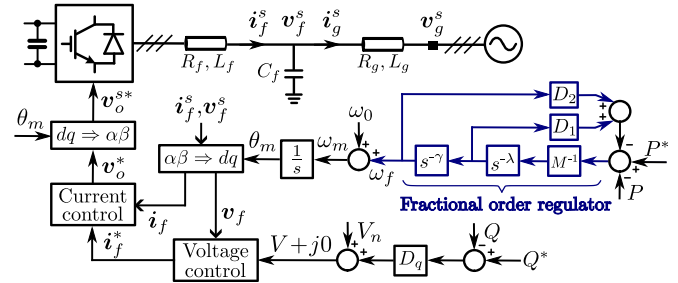 i_f^s v_f^s i_g^s v_g^s
R_f, L_f C_f R_g, L_g
v_o^{s*}
θ_m dq ⇒ αβ
i_f^s, v_f^s
ω_0
D_2
+ +
D_1
v_o^*
αβ ⇒ dq θ_m 1/s ω_m + + ω_f s^{-γ} s^{-λ} M^{-1} - + - P*
P
Fractional order regulator
Current control
i_f v_f
i_f^*
Voltage control
V+j0
V_n
+ +
D_q
Q
- +
Q*